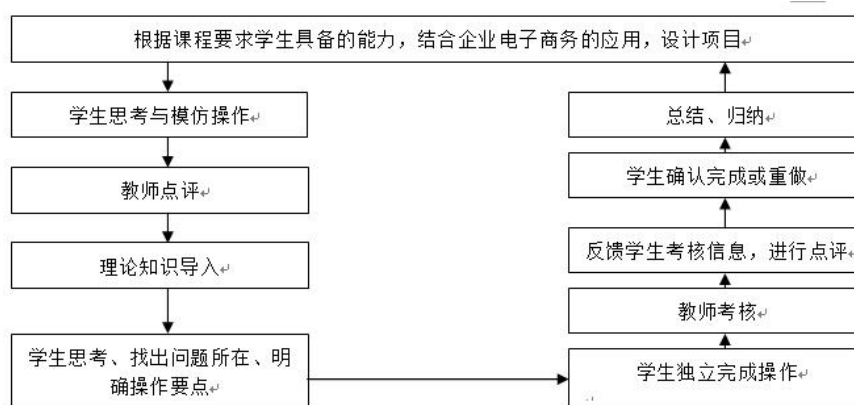 根据课程要求学生具备的能力，结合企业电子商务的应用，设计项目
学生思考与模仿操作
教师点评
理论知识导入
学生思考、找出问题所在、明
确操作要点
学生独立完成操作
教师考核
反馈学生考核信息，进行点评
学生确认完成或重做
总结、归纳